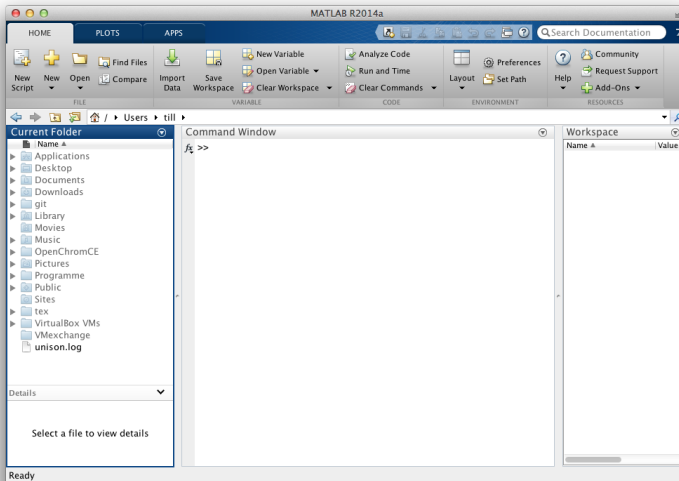 MATLAB R2014a
HOME PLOTS APPS
Search Documentation
New Script
New
Open
Find Files
Compare
Import Data
Save Workspace
New Variable
Open Variable
Clear Workspace
Analyze Code
Run and Time
Clear Commands
Layout
Preferences
Set Path
Help
Community
Request Support
Add-Ons
FILE VARIABLE CODE ENVIRONMENT RESOURCES
/ Users till
Current Folder
Name
Applications
Desktop
Documents
Downloads
git
Library
Movies
Music
OpenChromCE
Pictures
Programme
Public
Sites
tex
VirtualBox VMs
VMexchange
unison.log
Details
Select a file to view details
Command Window
fx >>
Workspace
Name Value
Ready